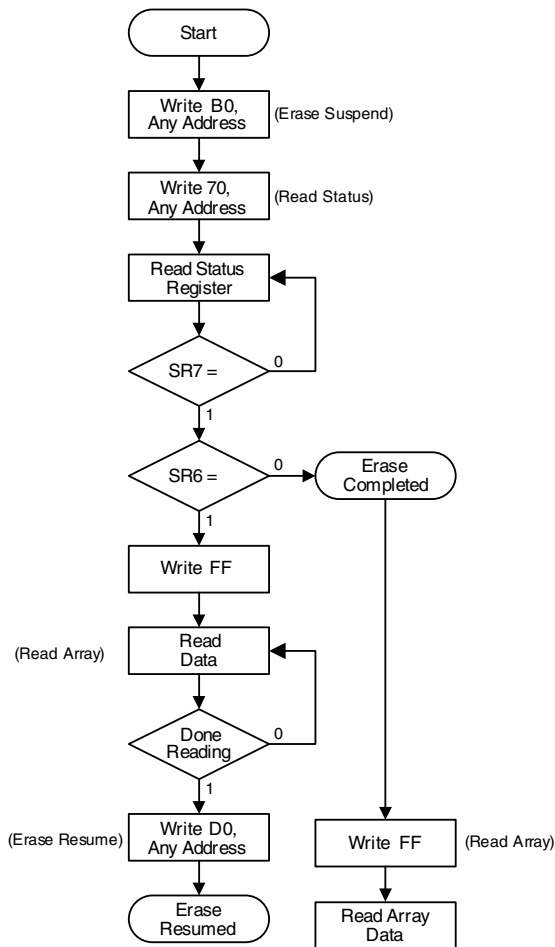 Start
Write B0,
Any Address
(Erase Suspend)
Write 70,
Any Address
(Read Status)
Read Status
Register
SR7 =
0
1
SR6 =
0
Erase
Completed
1
Write FF
(Read Array)
Read
Data
Done
Reading
0
1
(Erase Resume)
Write D0,
Any Address
Write FF
(Read Array)
Erase
Resumed
Read Array
Data